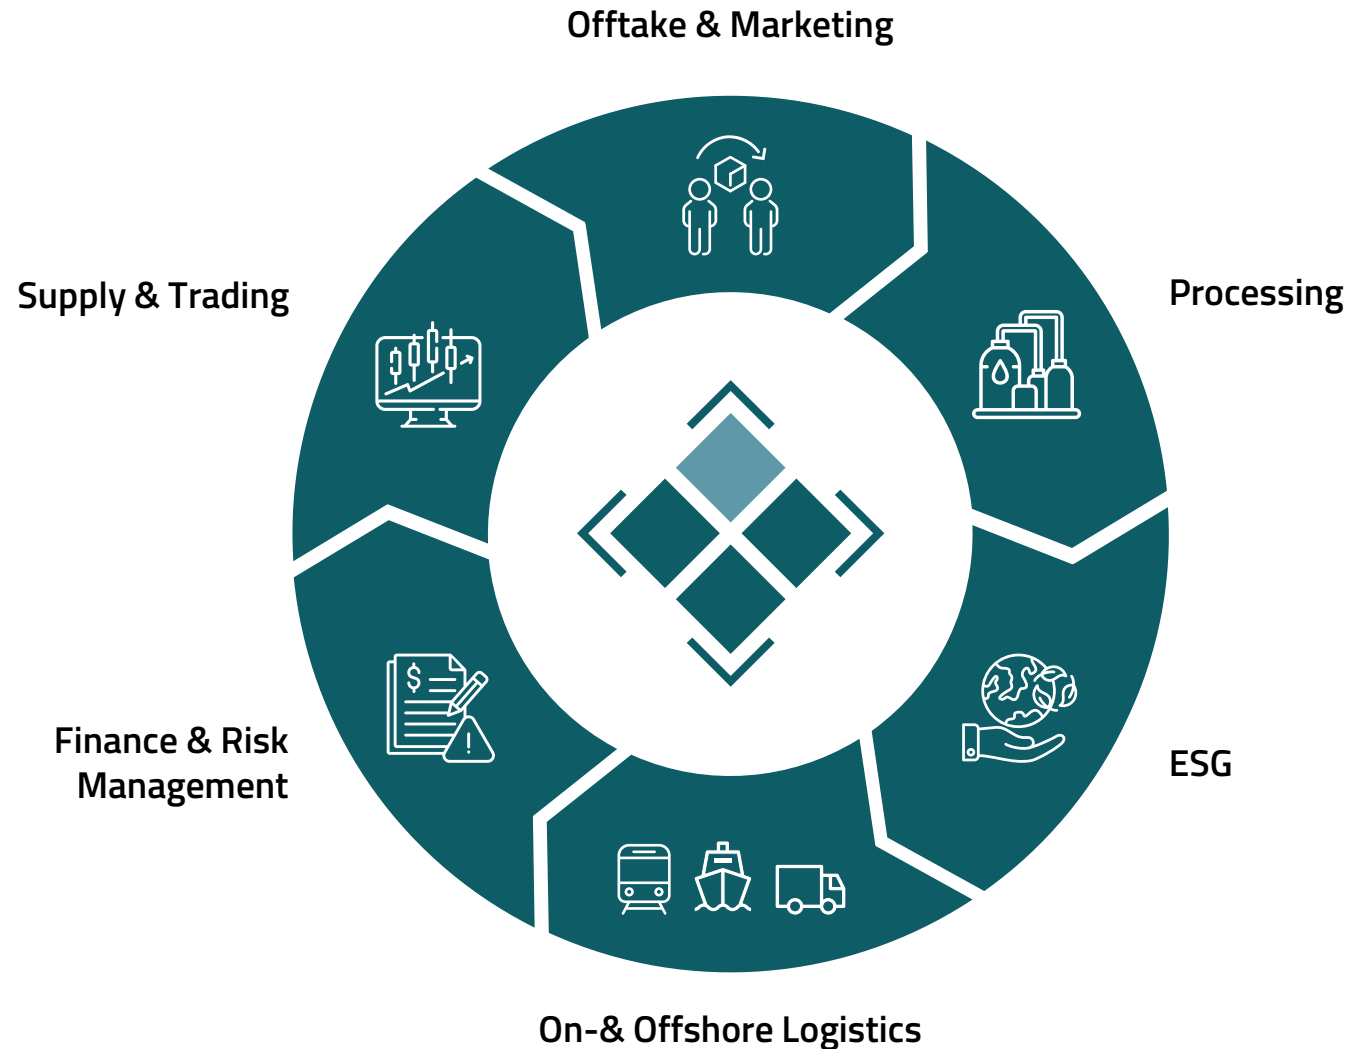 Offtake & Marketing
Supply & Trading
Processing
Finance & Risk
Management
ESG
On-& Offshore Logistics
$
!